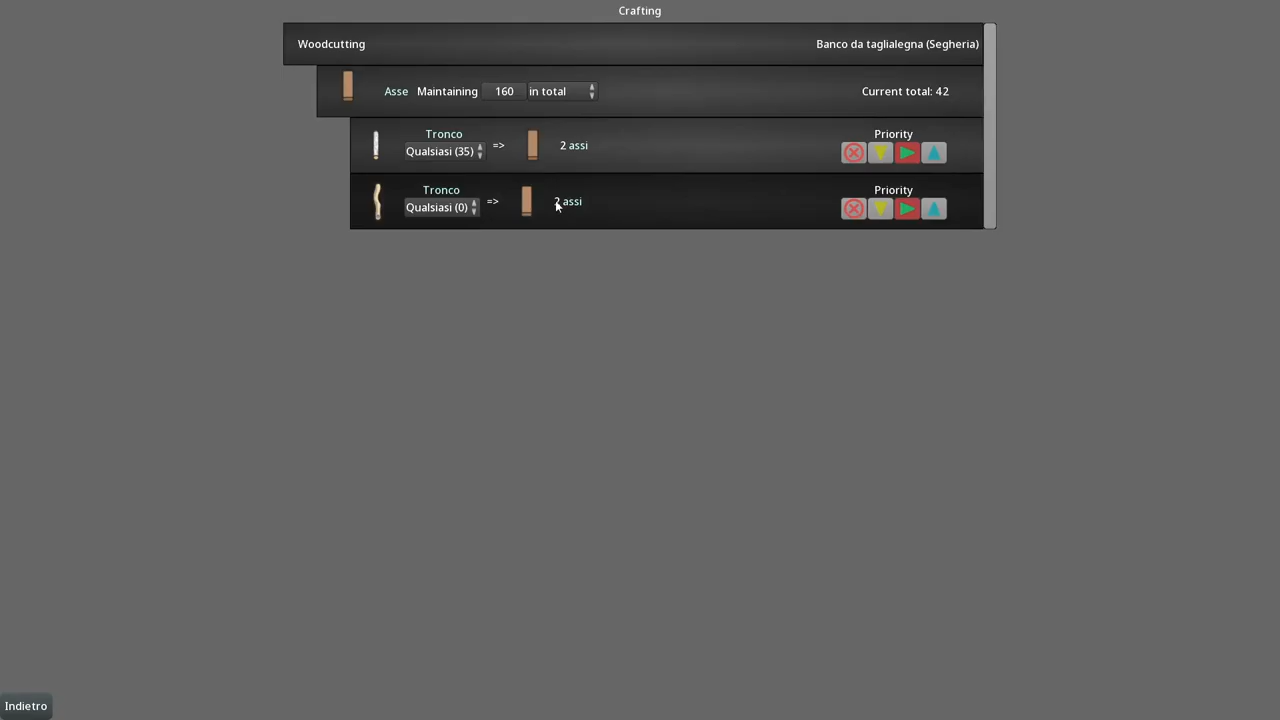 Crafting
Woodcutting Banco da taglialegna (Segheria)
Asse Maintaining 160 in total Current total: 42
Tronco Priority
Qualsiasi (35) => 2 assi
Tronco Priority
Qualsiasi (0) => 2 assi
Indietro